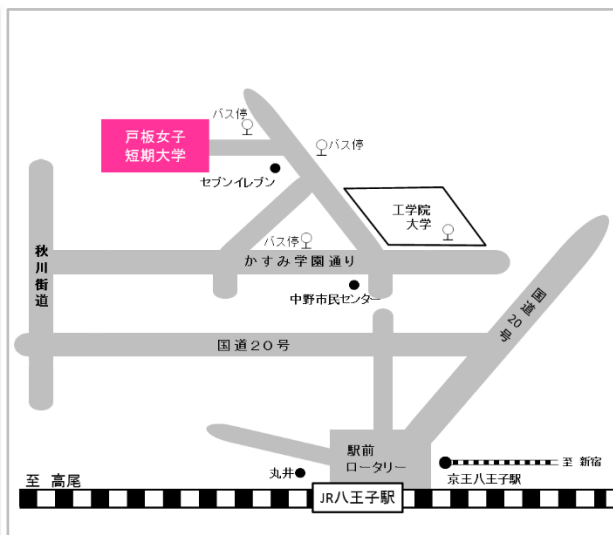 バス停
戸板女子
短期大学
バス停
セブンイレブン
工学院
大学
バス停
かすみ学園通り
秋川街道
中野市民センター
国道20号
国道20号
駅前
ロータリー
丸井
至 新宿
京王八王子駅
至 高尾
JR八王子駅